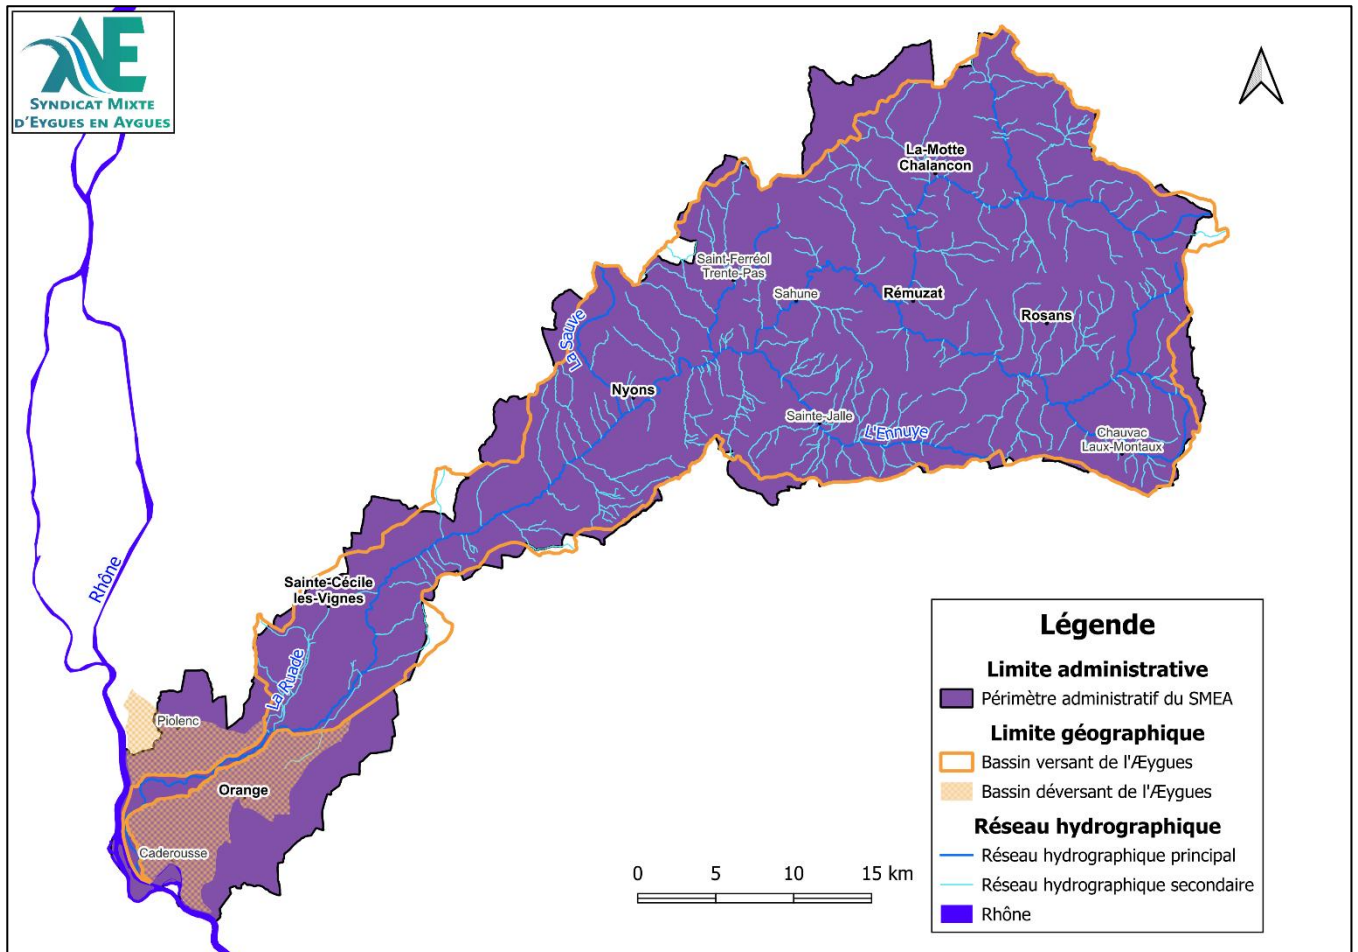 SYNDICAT MIXTE
D'EYGUES EN AYGUES
La-Motte
Chalancon
Saint-Ferréol
Trente-Pas
Sahune
Rémuzat
Rosans
La Sauve
Nyons
Sainte-Jalle
L'Ennuye
Chauvac
Laux-Montaux
Rhône
Sainte-Cécile
les-Vignes
La Ruade
Piolenc
Orange
Caderousse
0 5 10 15 km
Légende
Limite administrative
Périmètre administratif du SMEA
Limite géographique
Bassin versant de l'Æygues
Bassin déversant de l'Æygues
Réseau hydrographique
Réseau hydrographique principal
Réseau hydrographique secondaire
Rhône